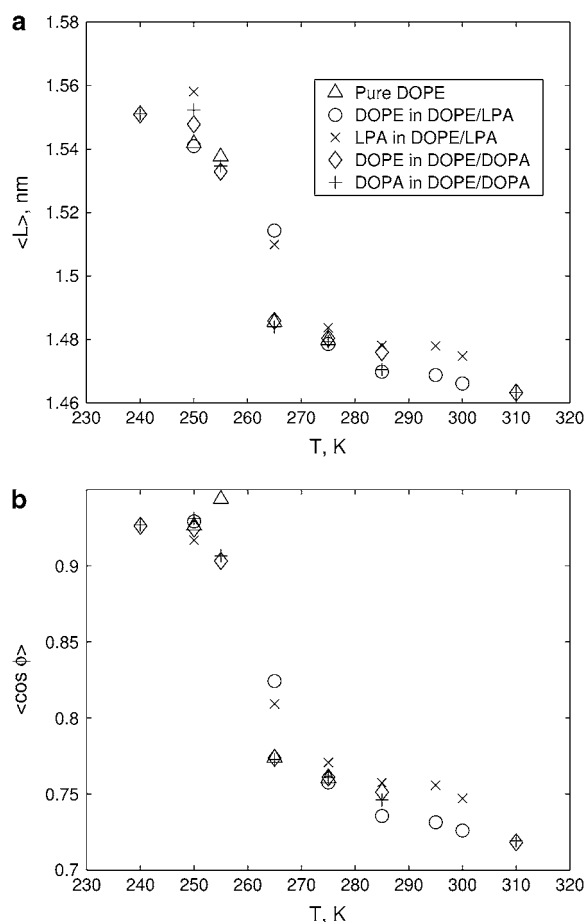 a
1.58
1.56
1.54
1.52
1.5
1.48
1.46
<L>, nm
Pure DOPE
DOPE in DOPE/LPA
LPA in DOPE/LPA
DOPE in DOPE/DOPA
DOPA in DOPE/DOPA
230 240 250 260 270 280 290 300 310 320
T, K
b
0.9
0.85
0.8
0.75
0.7
<cos ϕ>
230 240 250 260 270 280 290 300 310 320
T, K